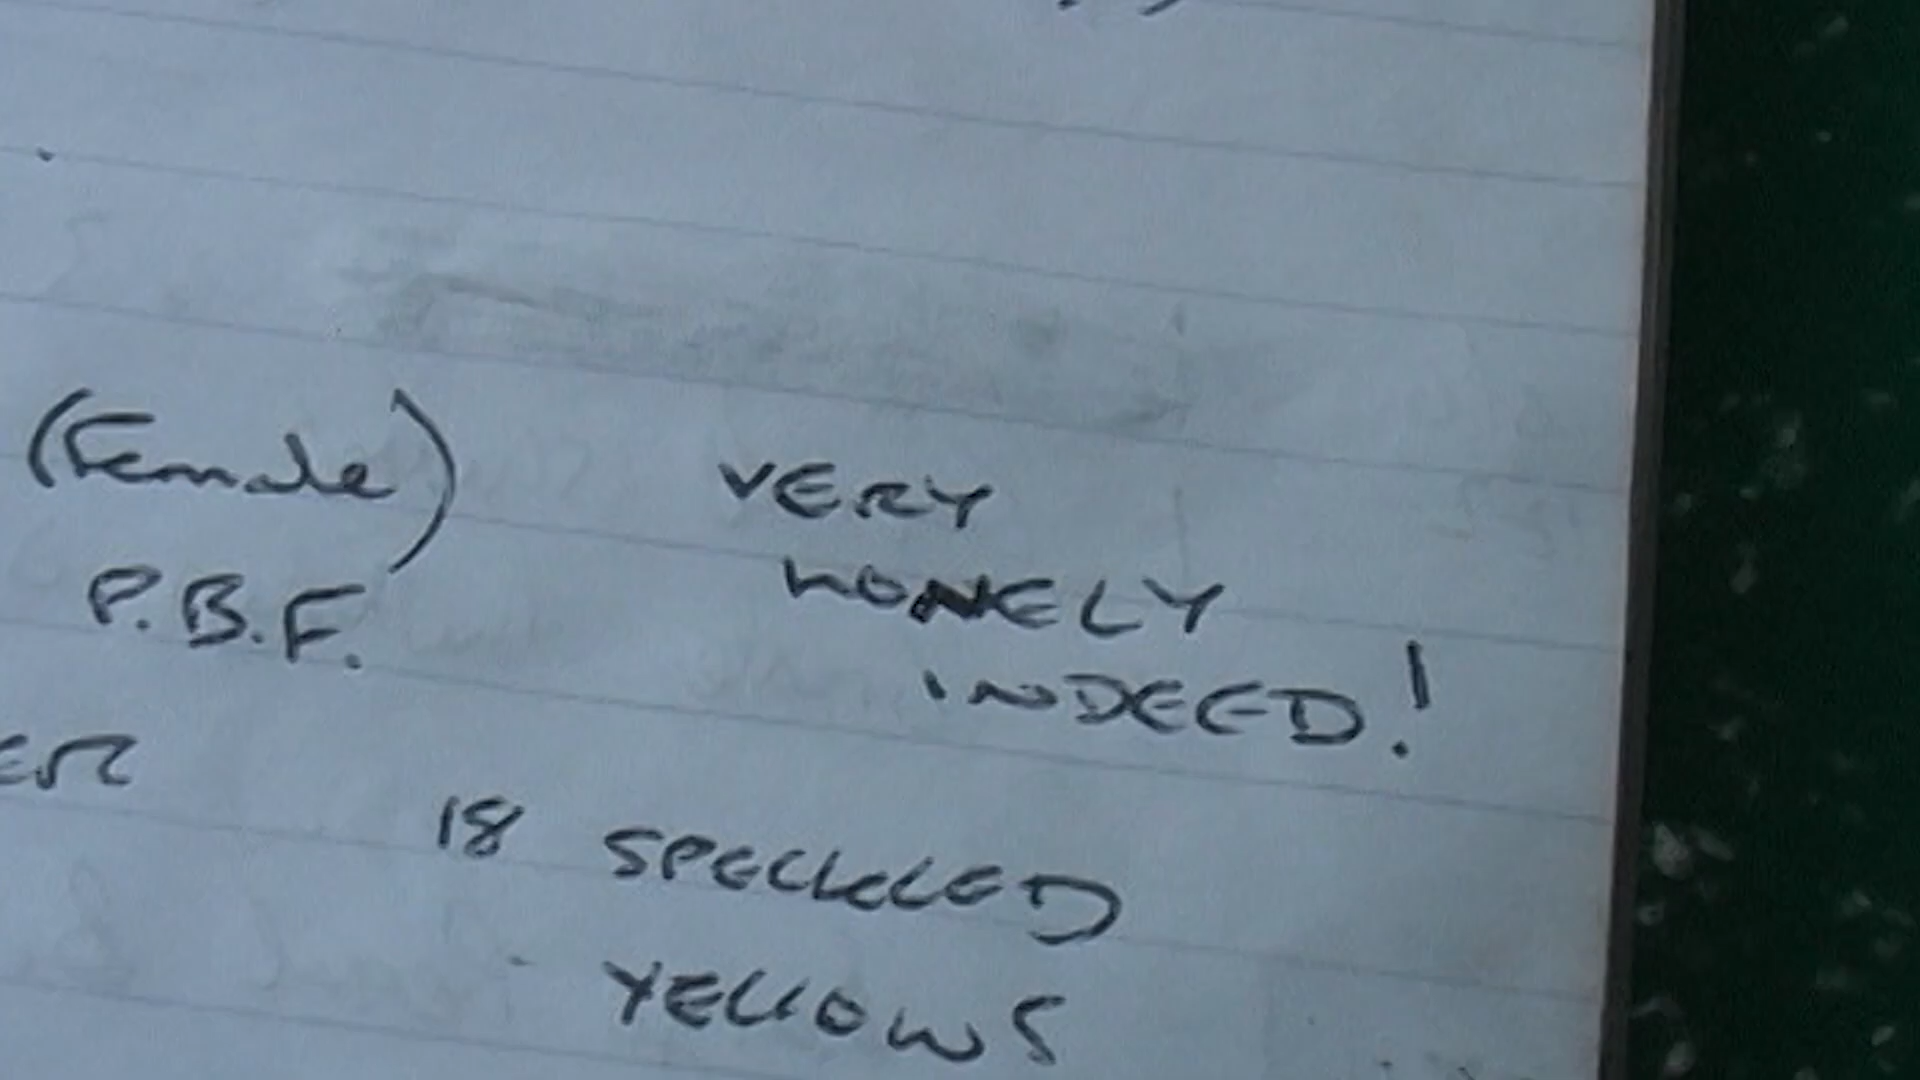 (Female)
P.B.F.
VERY
LONELY
INDEED!
ER
18 SPECKLED
YELLOWS